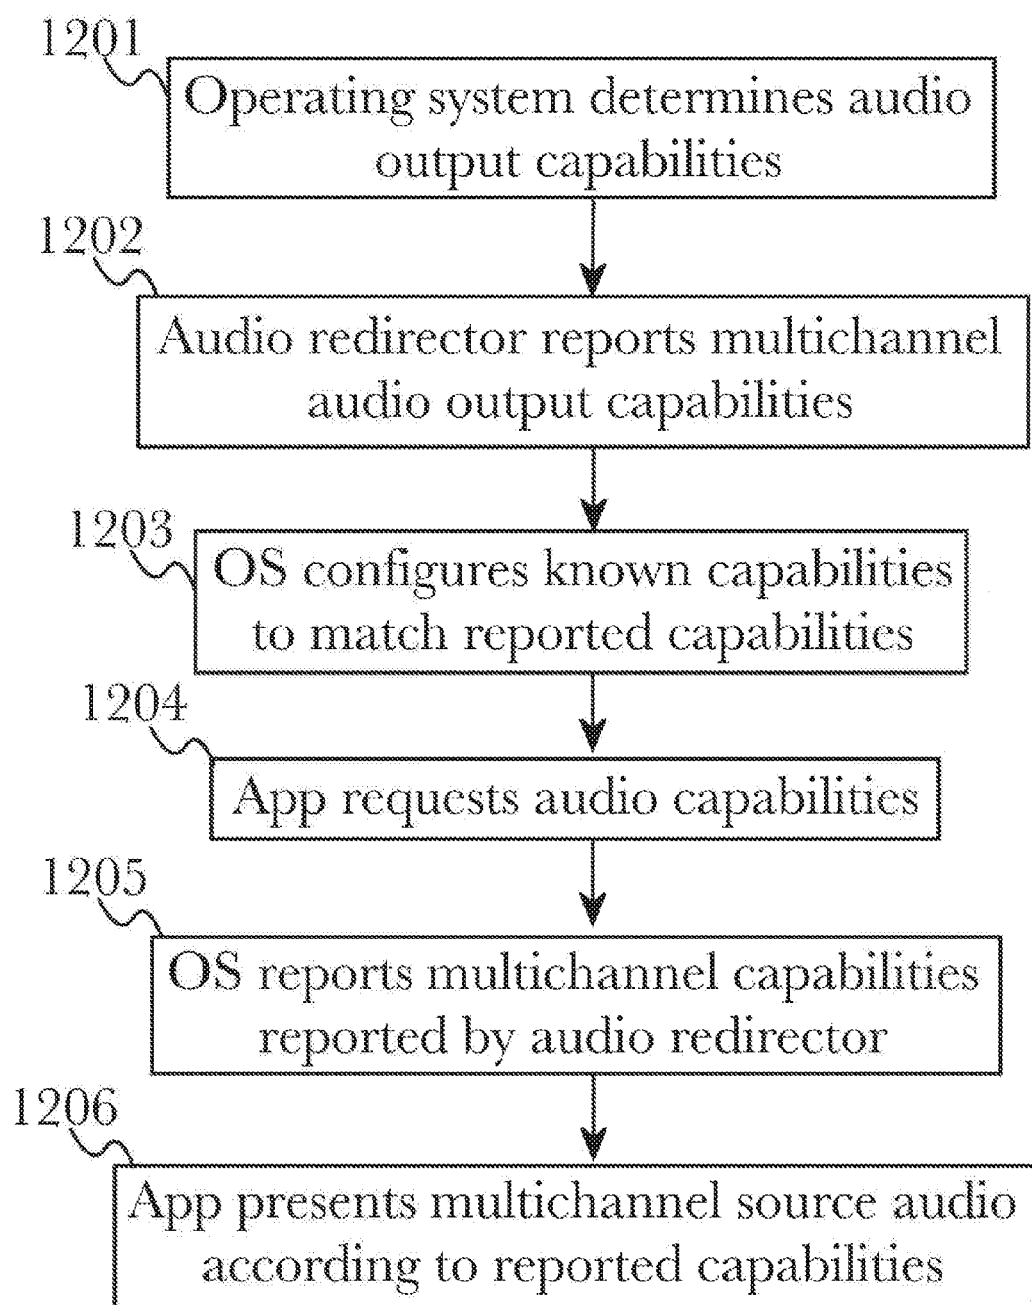 1201
Operating system determines audio
output capabilities
1202
Audio redirector reports multichannel
audio output capabilities
1203
OS configures known capabilities
to match reported capabilities
1204
App requests audio capabilities
1205
OS reports multichannel capabilities
reported by audio redirector
1206
App presents multichannel source audio
according to reported capabilities